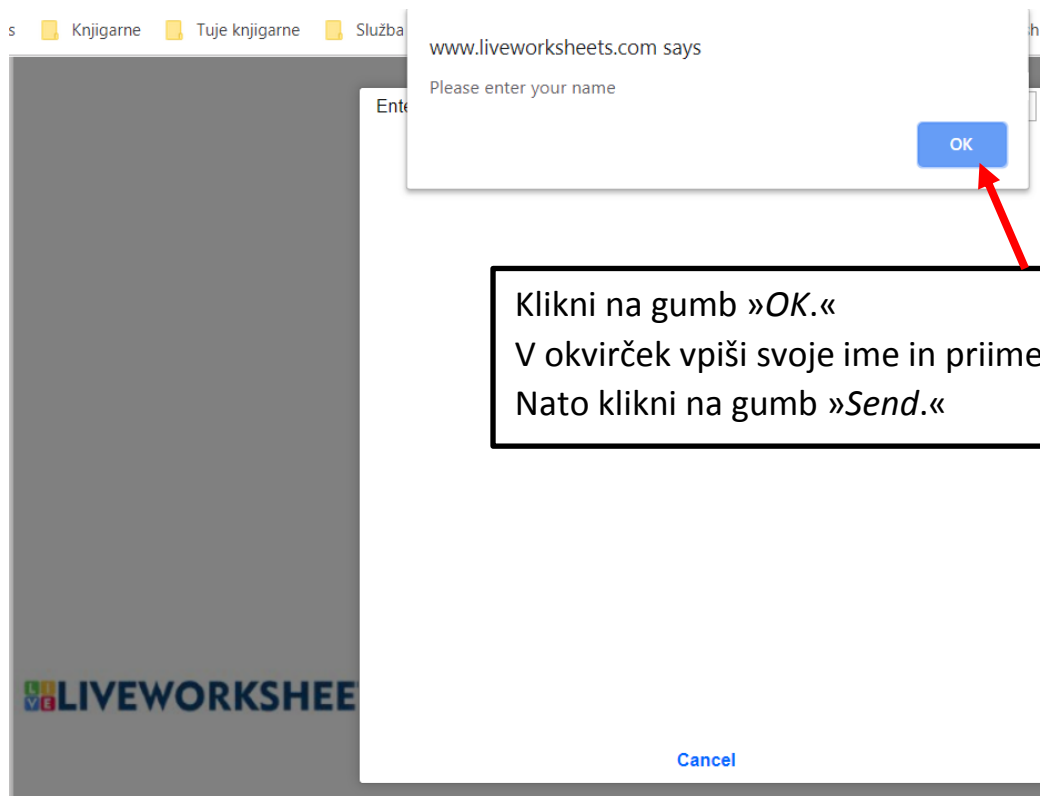 s Knjigarne Tuje knjigarne Služba
www.liveworksheets.com says
Please enter your name
OK
Ente
Klikni na gumb »OK.«
V okvirček vpiši svoje ime in priime
Nato klikni na gumb »Send.«
LIVE LIVEWORKSHEE
Cancel